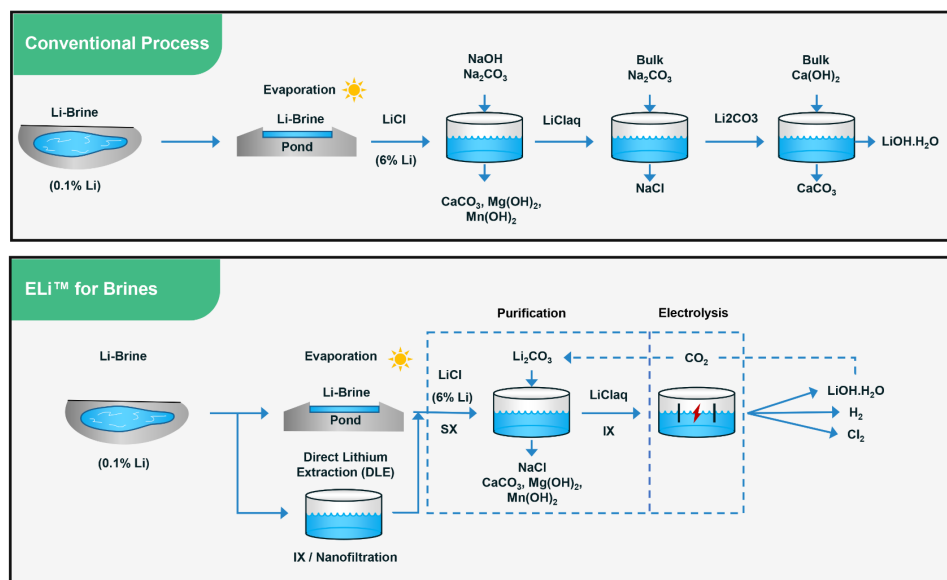 Conventional Process
Li-Brine
(0.1% Li)
Evaporation
Li-Brine
Pond
LiCl
(6% Li)
NaOH
Na₂CO₃
CaCO₃, Mg(OH)₂,
Mn(OH)₂
LiClaq
Bulk
Na₂CO₃
NaCl
Li2CO3
Bulk
Ca(OH)₂
CaCO₃
LiOH.H₂O
ELi™ for Brines
Li-Brine
(0.1% Li)
Evaporation
Li-Brine
Pond
Direct Lithium
Extraction (DLE)
IX / Nanofiltration
Purification
LiCl
(6% Li)
SX
Li₂CO₃
NaCl
CaCO₃, Mg(OH)₂,
Mn(OH)₂
LiClaq
IX
Electrolysis
CO₂
LiOH.H₂O
H₂
Cl₂